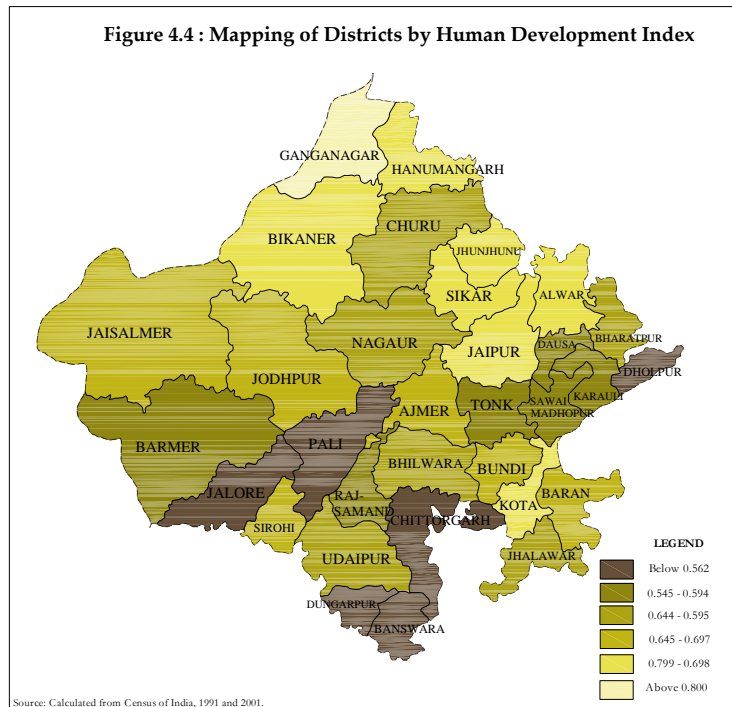 Figure 4.4 : Mapping of Districts by Human Development Index
GANGANAGAR
HANUMANGARH
CHURU
BIKANER
JHUNJHUNU
SIKAR
ALWAR
JAISALMER
NAGAUR
JAIPUR
DAUSA
BHARATPUR
DHOLPUR
JODHPUR
AJMER
TONK
SAWAI
MADHOPUR
KARAULI
BARMER
PALI
BHILWARA
BUNDI
JALORE
RAJ-
SAMAND
CHITTORGARH
KOTA
BARAN
SIROHI
UDAIPUR
JHALAWAR
DUNGARPUR
BANSWARA
LEGEND
Below 0.562
0.545 - 0.594
0.644 - 0.595
0.645 - 0.697
0.799 - 0.698
Above 0.800
Source: Calculated from Census of India, 1991 and 2001.